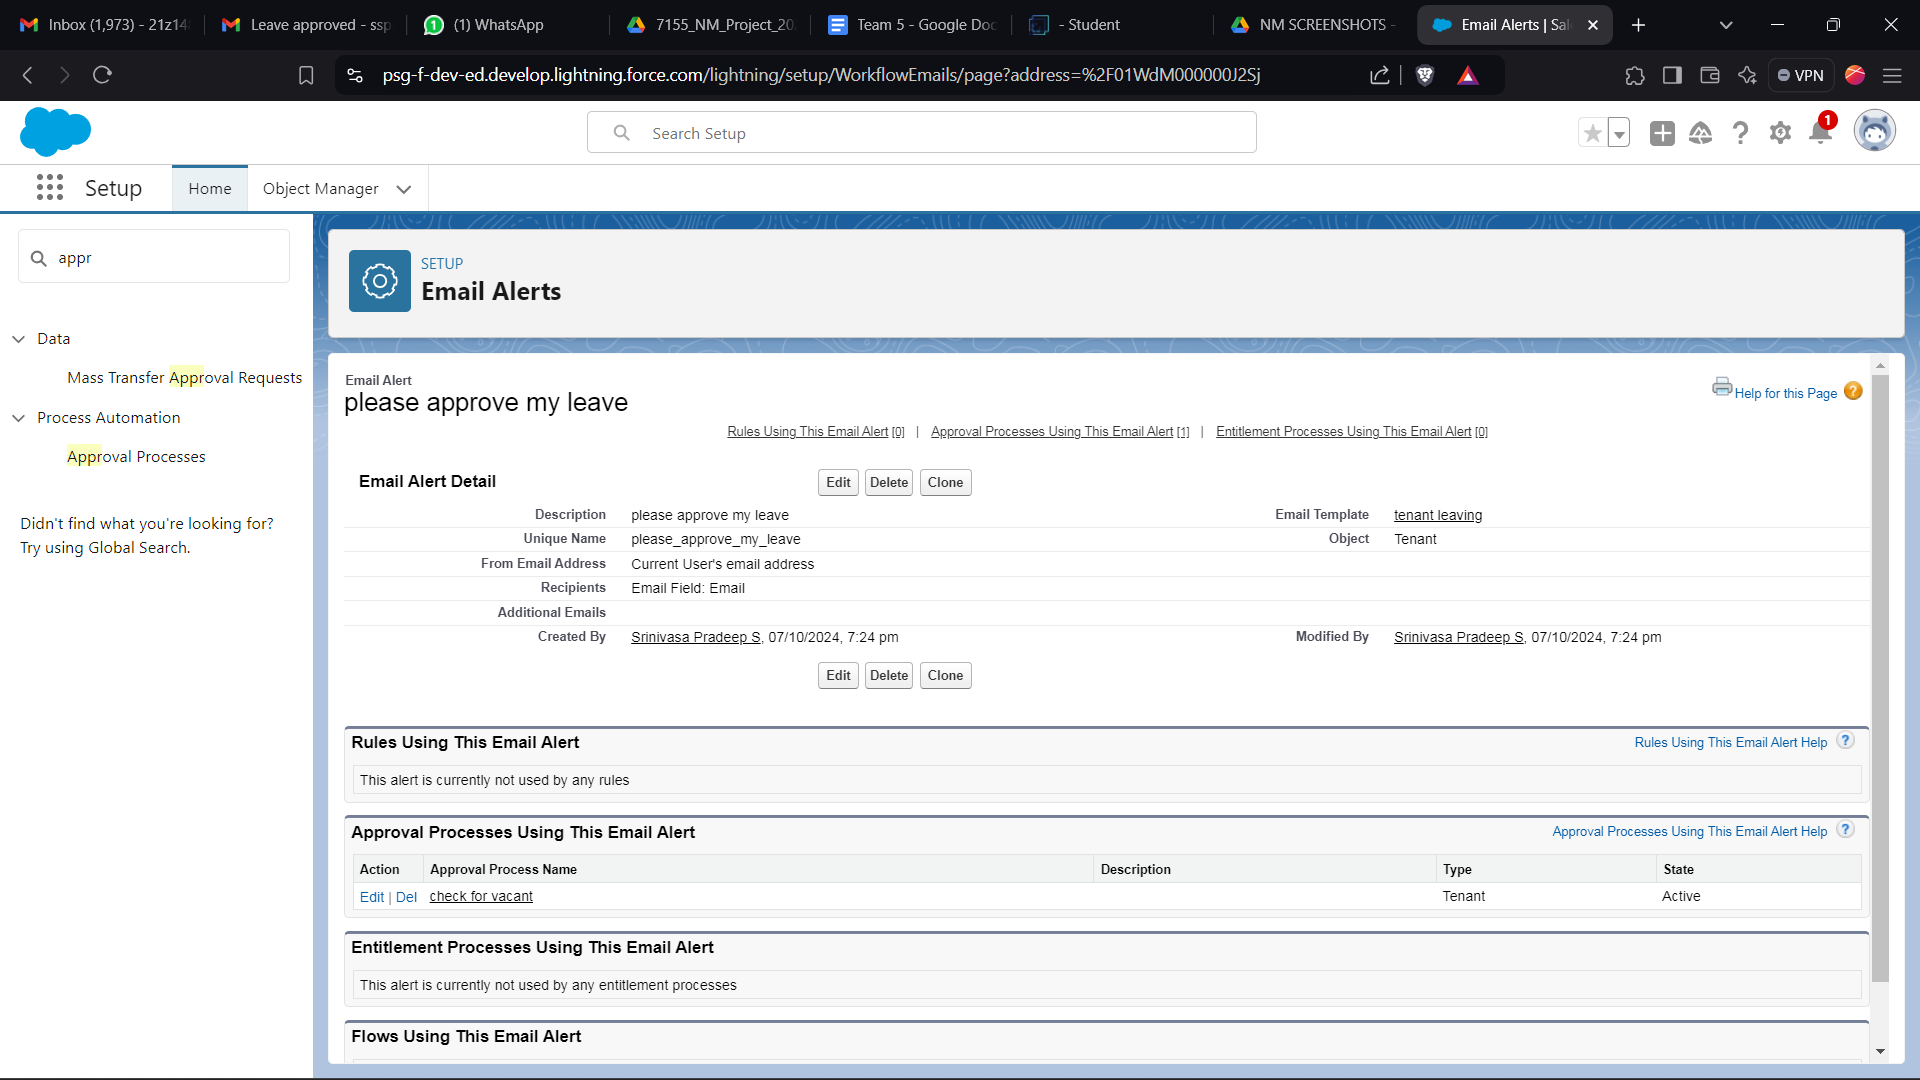 Inbox (1,973) - 21z14
Leave approved - ssp
(1) WhatsApp
7155_NM_Project_20
Team 5 - Google Doc
- Student
NM SCREENSHOTS -
Email Alerts | Sal
psg-f-dev-ed.develop.lightning.force.com/lightning/setup/WorkflowEmails/page?address=%2F01WdM000000J2Sj
VPN
Search Setup
1
Setup
Home
Object Manager
appr
Data
Mass Transfer Approval Requests
Process Automation
Approval Processes
Didn't find what you're looking for?
Try using Global Search.
SETUP
Email Alerts
Email Alert
please approve my leave
Help for this Page
Rules Using This Email Alert [0] | Approval Processes Using This Email Alert [1] | Entitlement Processes Using This Email Alert [0]
Email Alert Detail
Edit Delete Clone
Description please approve my leave Email Template tenant leaving
Unique Name please_approve_my_leave Object Tenant
From Email Address Current User's email address
Recipients Email Field: Email
Additional Emails
Created By Srinivasa Pradeep S, 07/10/2024, 7:24 pm Modified By Srinivasa Pradeep S, 07/10/2024, 7:24 pm
Edit Delete Clone
Rules Using This Email Alert
Rules Using This Email Alert Help ?
This alert is currently not used by any rules
Approval Processes Using This Email Alert
Approval Processes Using This Email Alert Help ?
Action Approval Process Name Description Type State
Edit | Del check for vacant Tenant Active
Entitlement Processes Using This Email Alert
This alert is currently not used by any entitlement processes
Flows Using This Email Alert